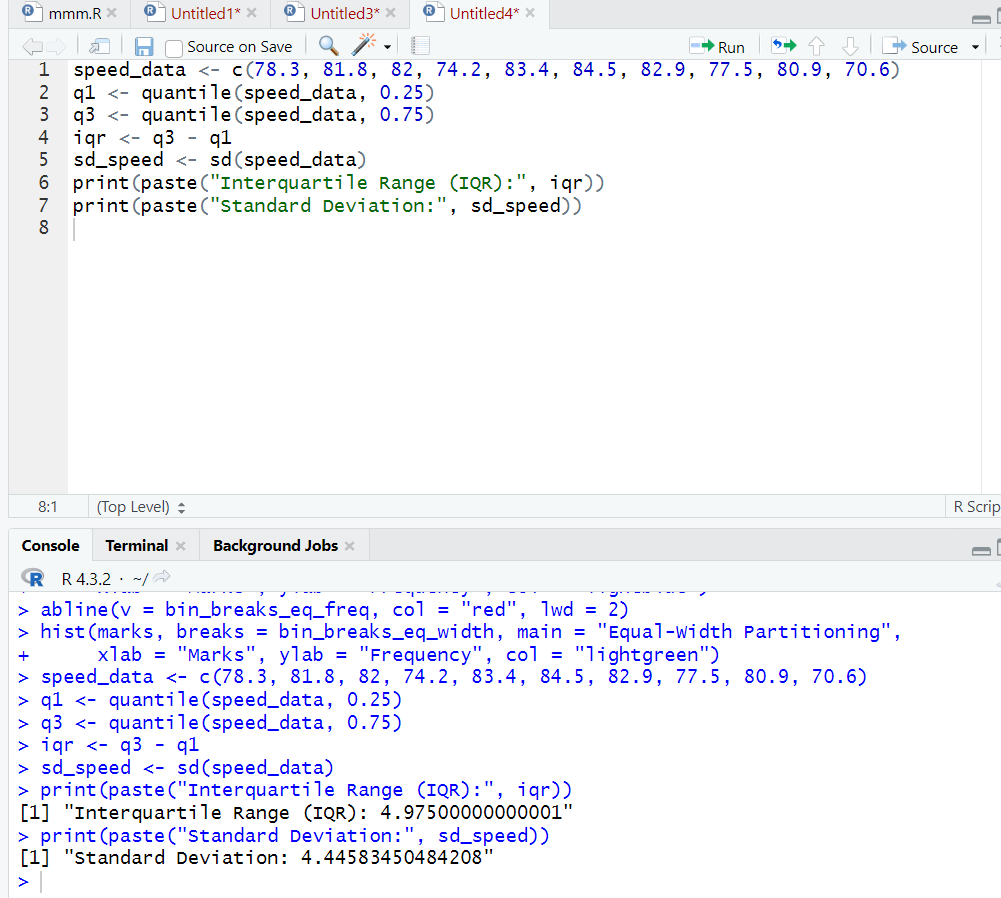 mmm.R Untitled1* Untitled3* Untitled4*
Source on Save Run Source
1 speed_data <- c(78.3, 81.8, 82, 74.2, 83.4, 84.5, 82.9, 77.5, 80.9, 70.6)
2 q1 <- quantile(speed_data, 0.25)
3 q3 <- quantile(speed_data, 0.75)
4 iqr <- q3 - q1
5 sd_speed <- sd(speed_data)
6 print(paste("Interquartile Range (IQR):", iqr))
7 print(paste("Standard Deviation:", sd_speed))
8
8:1 (Top Level) R Scrip
Console Terminal Background Jobs
R R 4.3.2 · ~/
> abline(v = bin_breaks_eq_freq, col = "red", lwd = 2)
> hist(marks, breaks = bin_breaks_eq_width, main = "Equal-Width Partitioning",
+      xlab = "Marks", ylab = "Frequency", col = "lightgreen")
> speed_data <- c(78.3, 81.8, 82, 74.2, 83.4, 84.5, 82.9, 77.5, 80.9, 70.6)
> q1 <- quantile(speed_data, 0.25)
> q3 <- quantile(speed_data, 0.75)
> iqr <- q3 - q1
> sd_speed <- sd(speed_data)
> print(paste("Interquartile Range (IQR):", iqr))
[1] "Interquartile Range (IQR): 4.97500000000001"
> print(paste("Standard Deviation:", sd_speed))
[1] "Standard Deviation: 4.44583450484208"
>